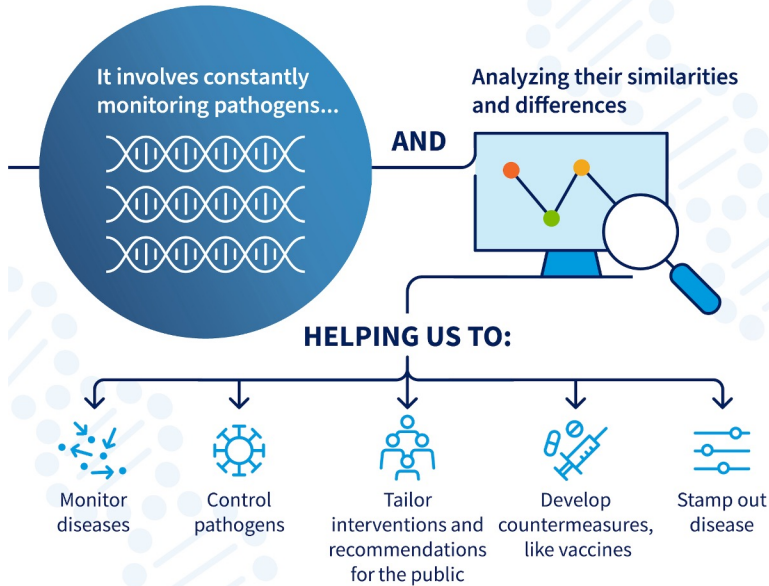 It involves constantly
monitoring pathogens...
AND
Analyzing their similarities
and differences
HELPING US TO:
Monitor
diseases
Control
pathogens
Tailor
interventions and
recommendations
for the public
Develop
countermeasures,
like vaccines
Stamp out
disease